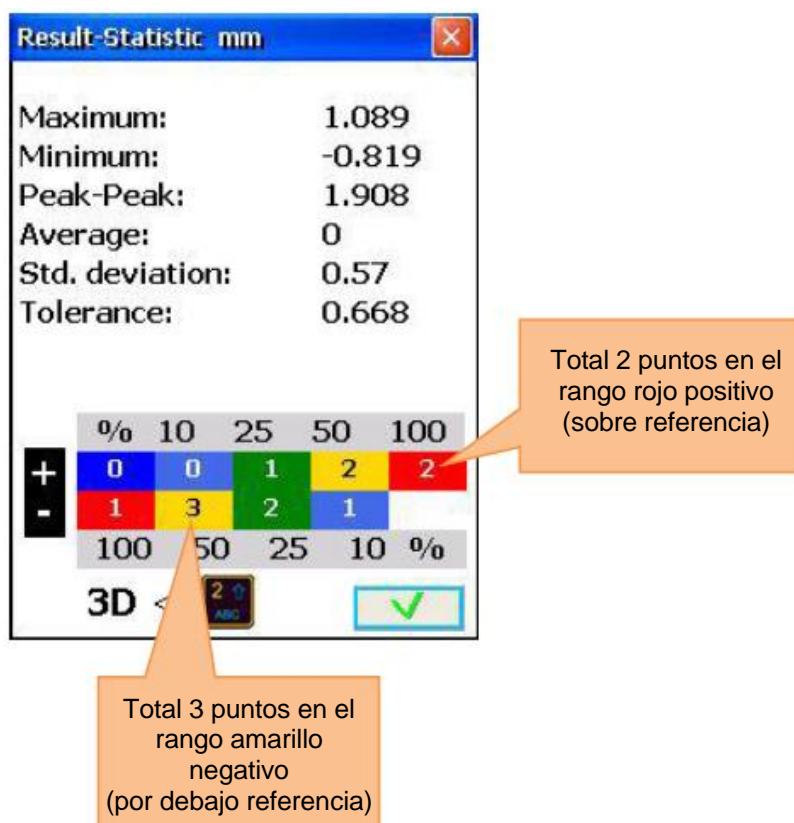 Result-Statistic mm
Maximum: 1.089
Minimum: -0.819
Peak-Peak: 1.908
Average: 0
Std. deviation: 0.57
Tolerance: 0.668
Total 2 puntos en el
rango rojo positivo
(sobre referencia)
% 10 25 50 100
+ 0 0 1 2 2
- 1 3 2 1
100 50 25 10 %
3D < 2 ABC
Total 3 puntos en el
rango amarillo
negativo
(por debajo referencia)